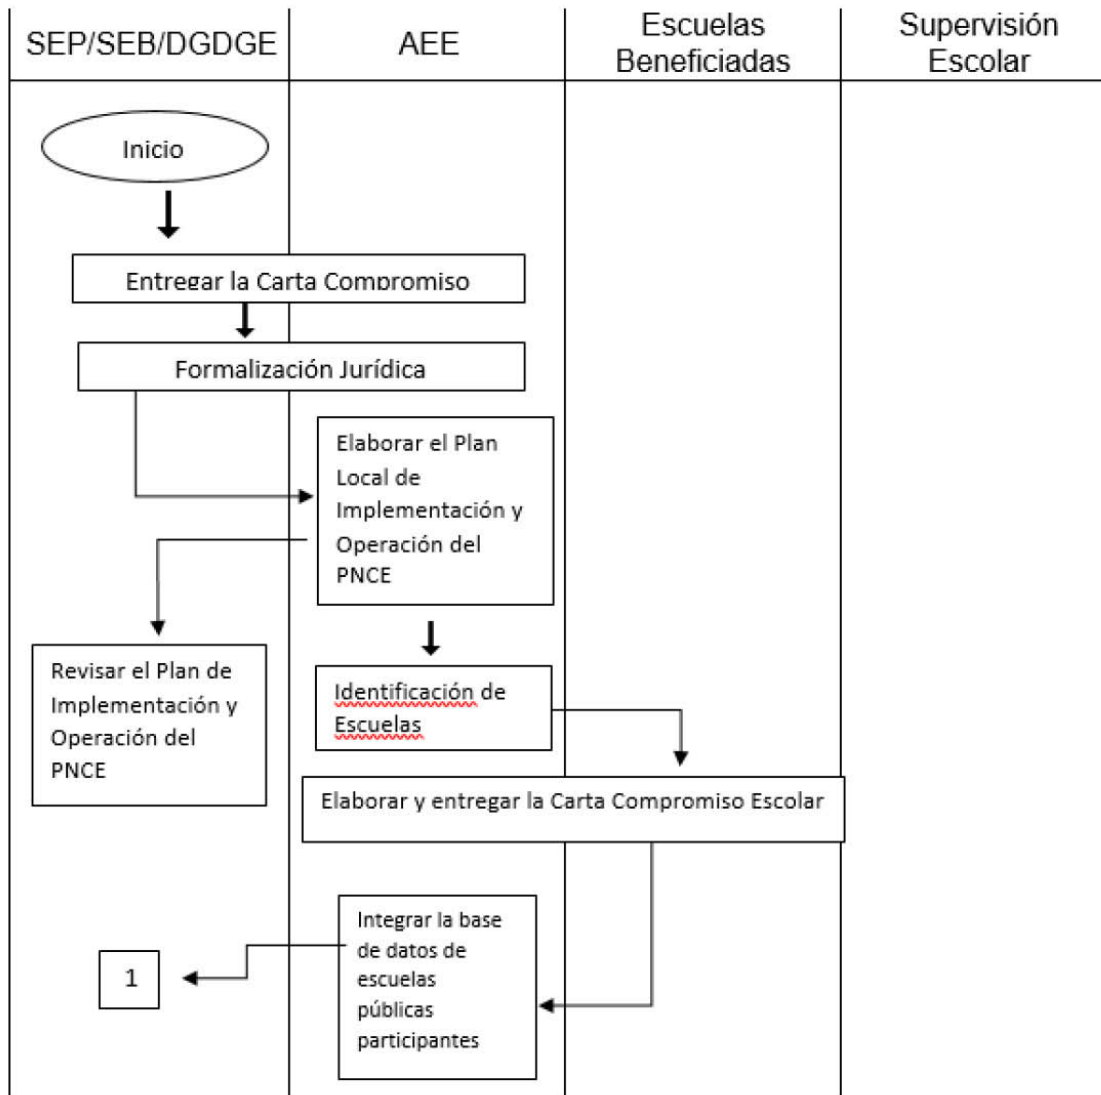 SEP/SEB/DGDGE
AEE
Escuelas
Beneficiadas
Supervisión
Escolar
Inicio
Entregar la Carta Compromiso
Formalización Jurídica
Elaborar el Plan
Local de
Implementación y
Operación del
PNCE
Revisar el Plan de
Implementación y
Operación del
PNCE
Identificación de
Escuelas
Elaborar y entregar la Carta Compromiso Escolar
Integrar la base
de datos de
escuelas
públicas
participantes
1